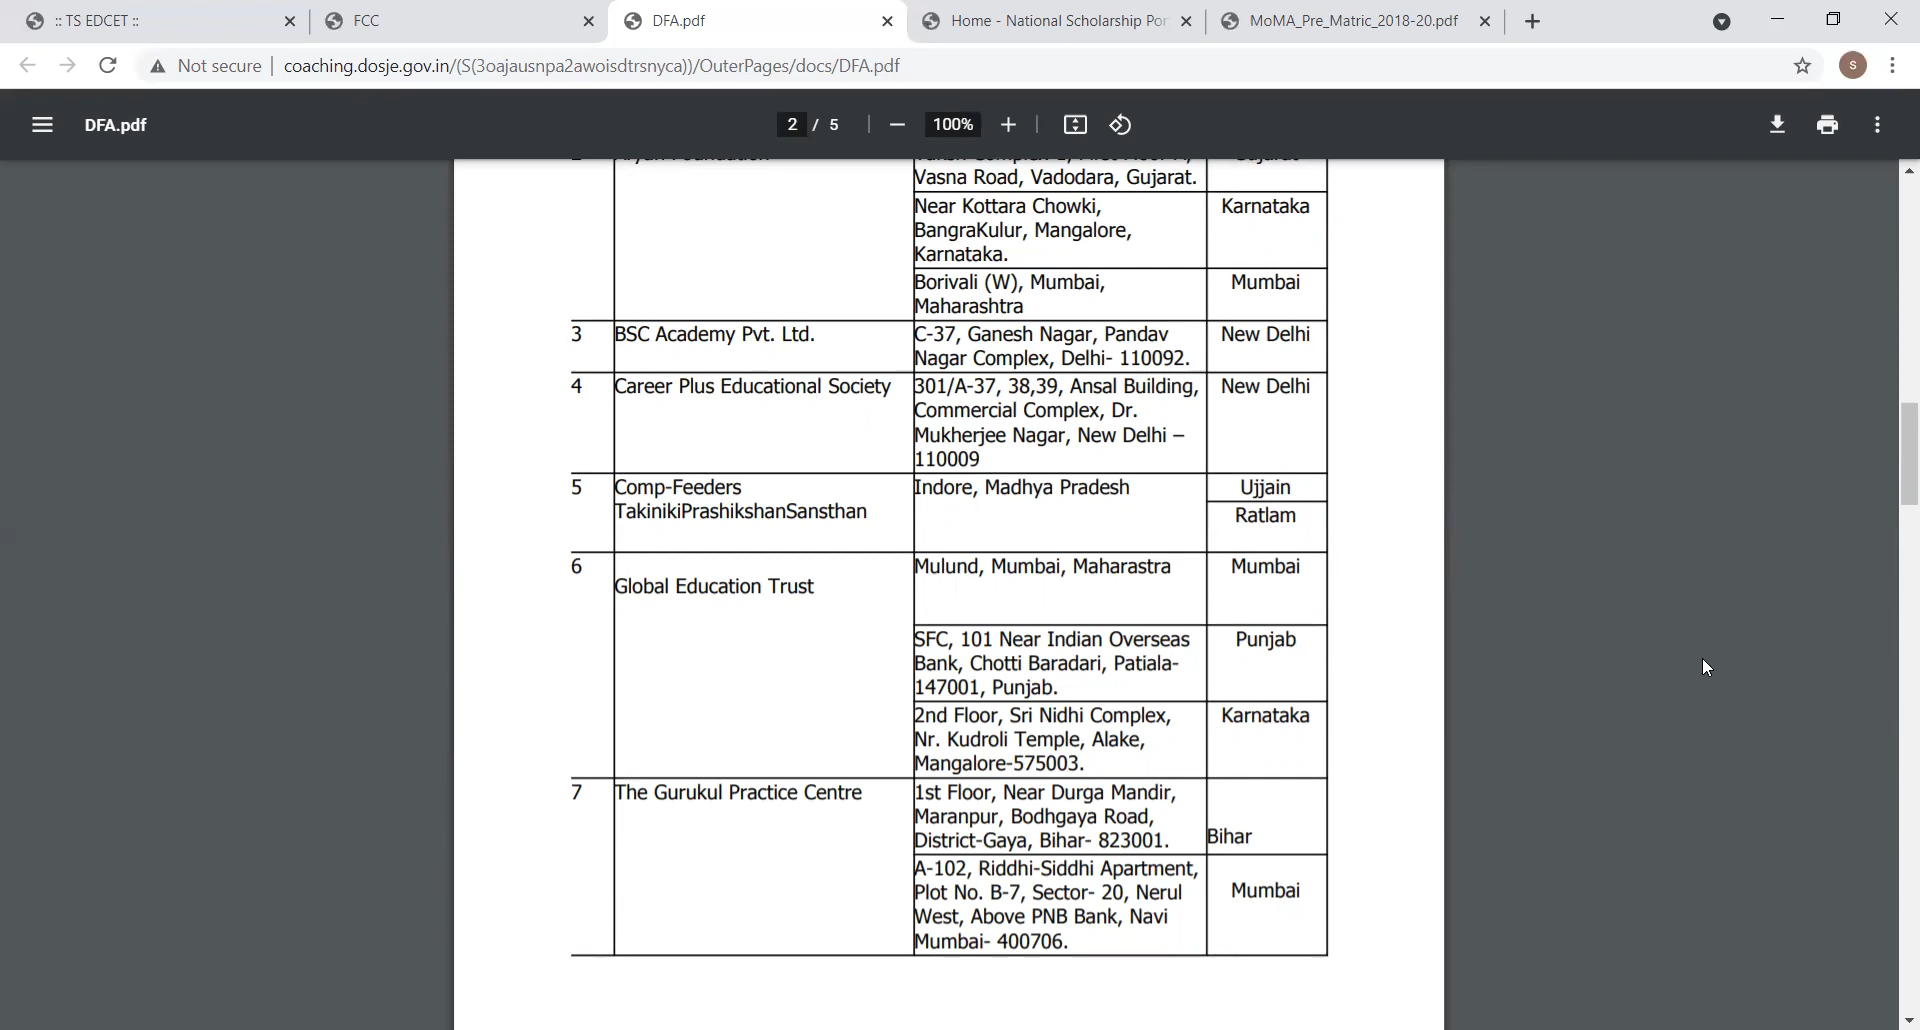 :: TS EDCET ::
FCC
DFA.pdf
Home - National Scholarship Por
MoMA_Pre_Matric_2018-20.pdf
Not secure
coaching.dosje.gov.in/(S(3oajausnpa2awoisdtrsnyca))/OuterPages/docs/DFA.pdf
S
DFA.pdf
2 / 5
100%
Vasna Road, Vadodara, Gujarat.
Near Kottara Chowki,
BangraKulur, Mangalore,
Karnataka.
Karnataka
Borivali (W), Mumbai,
Maharashtra
Mumbai
3
BSC Academy Pvt. Ltd.
C-37, Ganesh Nagar, Pandav
Nagar Complex, Delhi- 110092.
New Delhi
4
Career Plus Educational Society
301/A-37, 38,39, Ansal Building,
Commercial Complex, Dr.
Mukherjee Nagar, New Delhi –
110009
New Delhi
5
Comp-Feeders
TakinikiPrashikshanSansthan
Indore, Madhya Pradesh
Ujjain
Ratlam
6
Global Education Trust
Mulund, Mumbai, Maharastra
Mumbai
SFC, 101 Near Indian Overseas
Bank, Chotti Baradari, Patiala-
147001, Punjab.
Punjab
2nd Floor, Sri Nidhi Complex,
Nr. Kudroli Temple, Alake,
Mangalore-575003.
Karnataka
7
The Gurukul Practice Centre
1st Floor, Near Durga Mandir,
Maranpur, Bodhgaya Road,
District-Gaya, Bihar- 823001.
Bihar
A-102, Riddhi-Siddhi Apartment,
Plot No. B-7, Sector- 20, Nerul
West, Above PNB Bank, Navi
Mumbai- 400706.
Mumbai